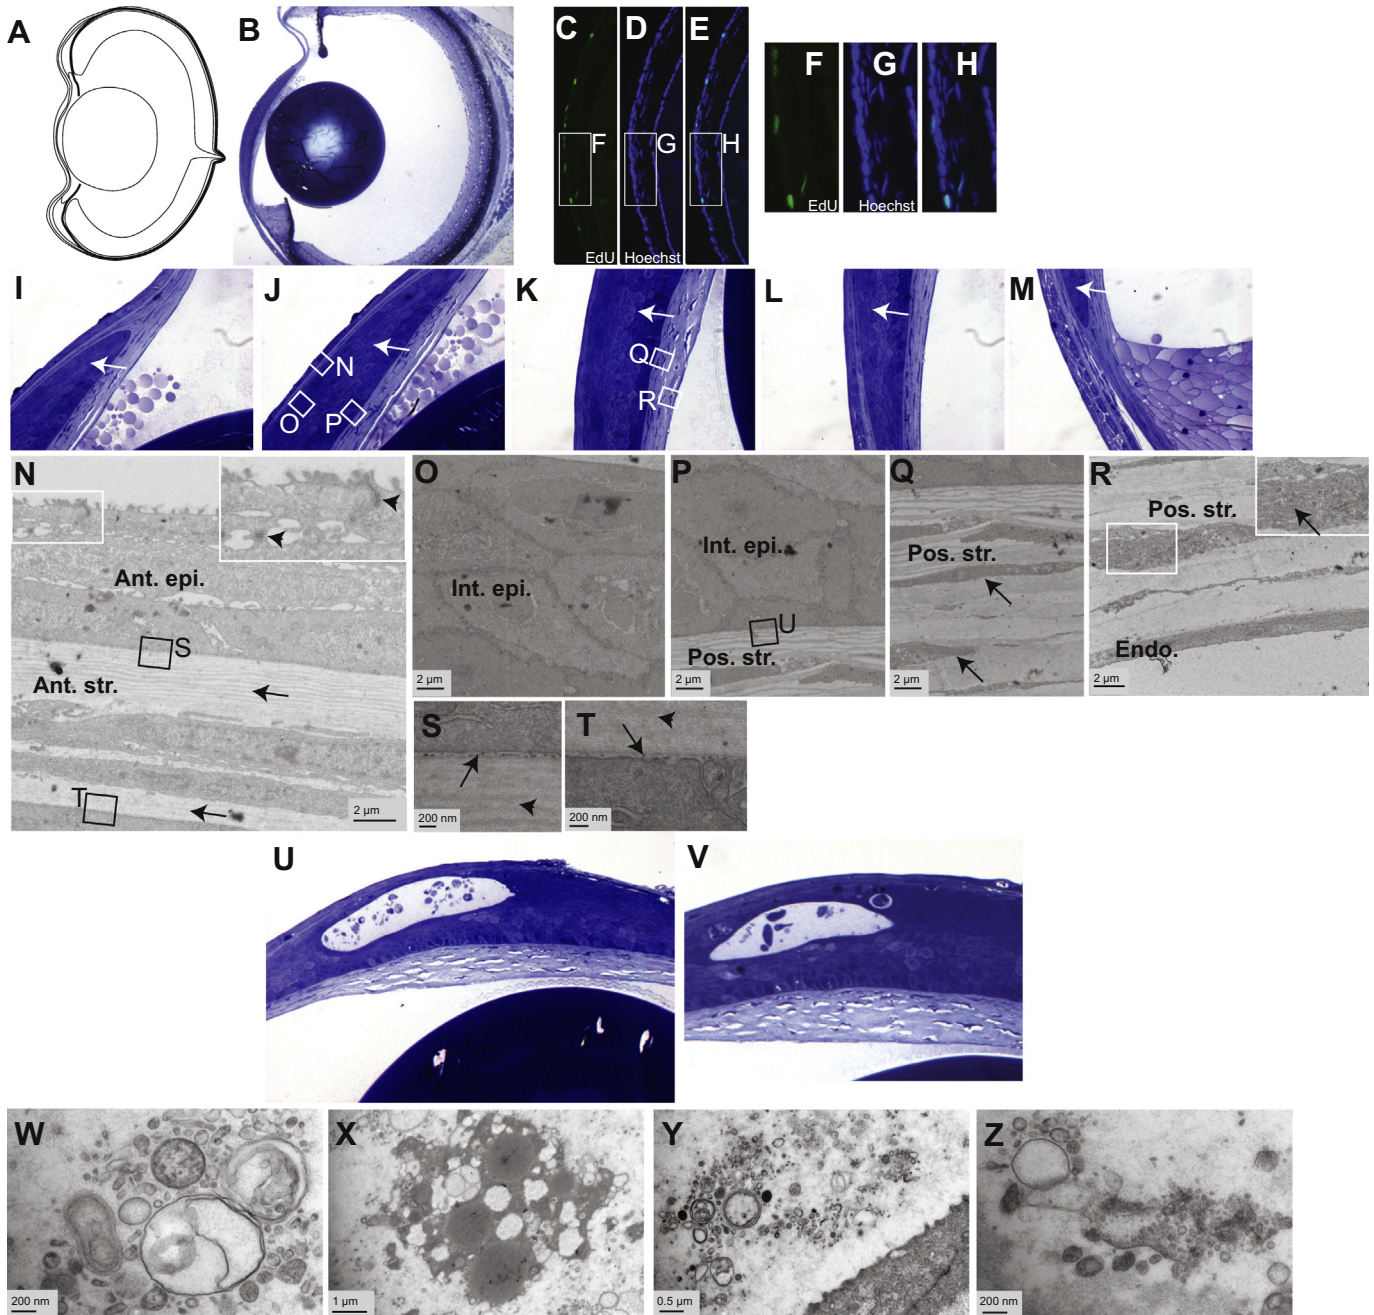 A
B
C
D
E
F
G
H
F
G
H
EdU
Hoechst
EdU
Hoechst
I
J
K
L
M
N
O
P
Q
R
N
Ant. epi.
S
Ant. str.
T
2 µm
O
Int. epi.
2 µm
P
Int. epi.
U
Pos. str.
2 µm
Q
Pos. str.
2 µm
R
Pos. str.
Endo.
2 µm
S
200 nm
T
200 nm
U
V
W
200 nm
X
1 µm
Y
0.5 µm
Z
200 nm